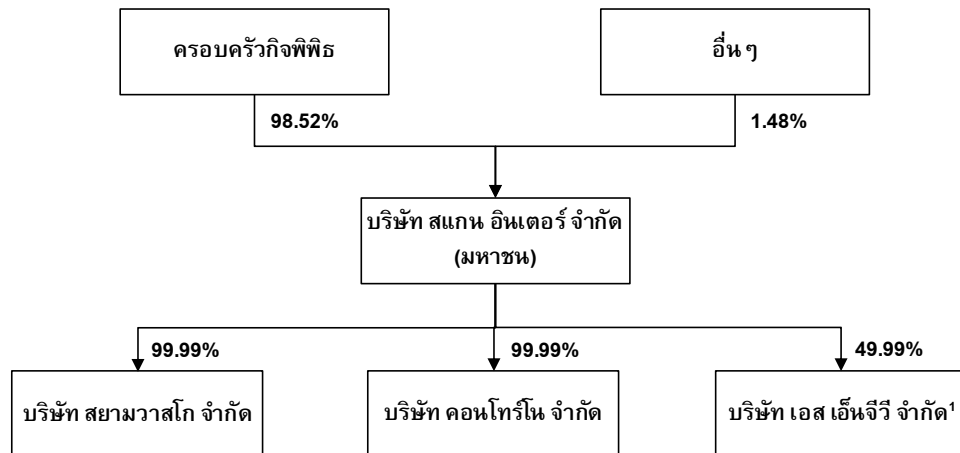 ครอบครัวกิจพิพิธ
อื่นๆ
98.52%
1.48%
บริษัท สแกน อินเตอร์ จำกัด
(มหาชน)
99.99%
99.99%
49.99%
บริษัท สยามวาสโก จำกัด
บริษัท คอนโทร์โน จำกัด
บริษัท เอส เอ็นจีวี จำกัด¹